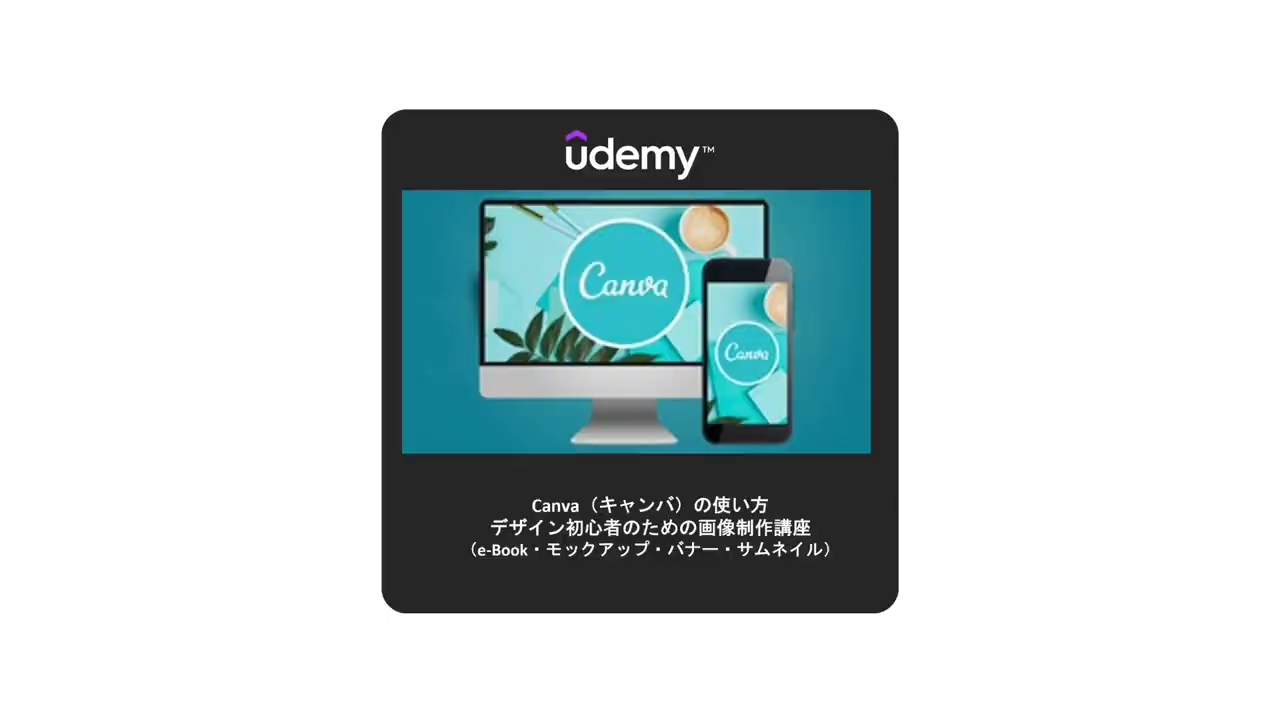 udemy™
Canva
Canva
Canva（キャンバ）の使い方
デザイン初心者のための画像制作講座
（e-Book・モックアップ・バナー・サムネイル）